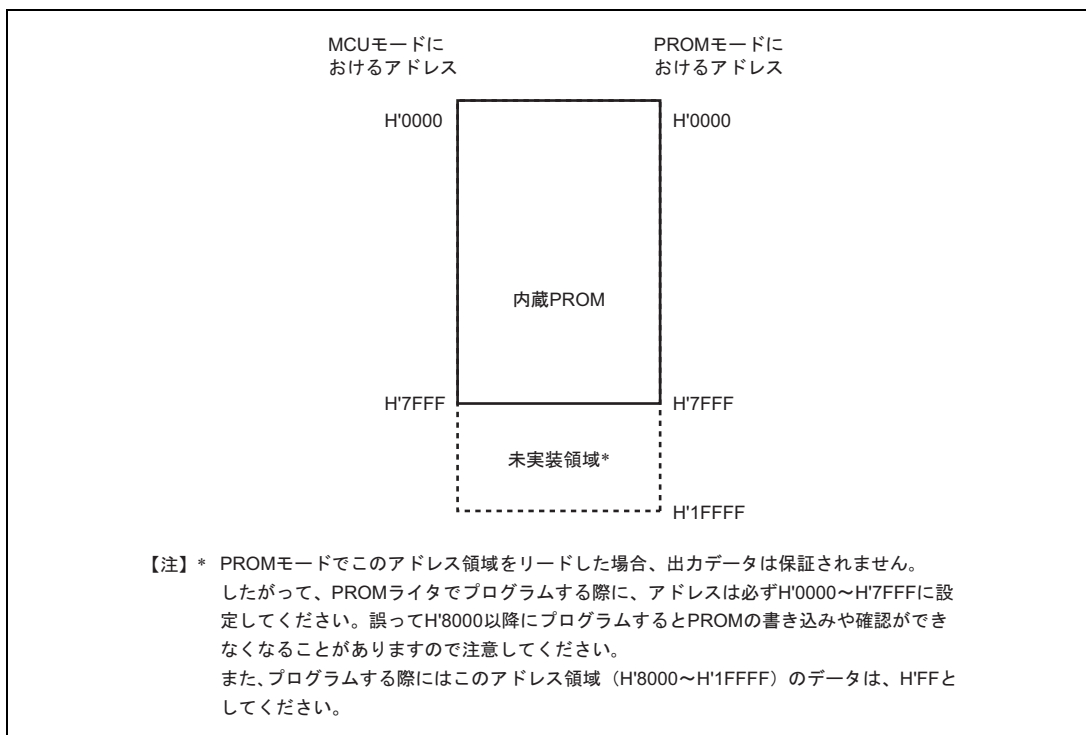 MCUモードに
おけるアドレス
PROMモードに
おけるアドレス
H'0000
H'0000
内蔵PROM
H'7FFF
H'7FFF
未実装領域*
H'1FFFF
【注】* PROMモードでこのアドレス領域をリードした場合、出力データは保証されません。
したがって、PROMライタでプログラムする際に、アドレスは必ずH'0000～H'7FFFに設
定してください。誤ってH'8000以降にプログラムするとPROMの書き込みや確認ができ
なくなることがありますので注意してください。
また、プログラムする際にはこのアドレス領域（H'8000～H'1FFFF）のデータは、H'FFと
してください。